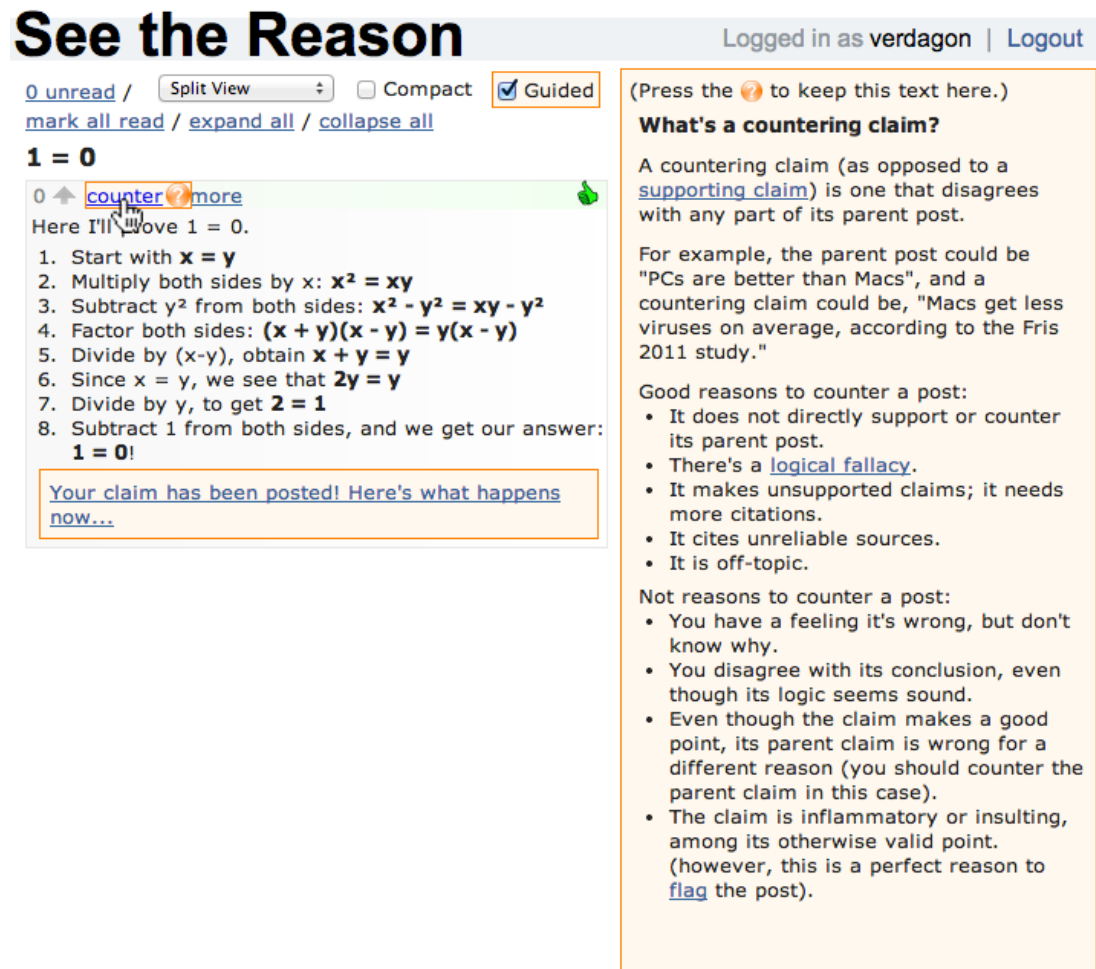 See the Reason
Logged in as verdagon | Logout
0 unread / Split View Compact Guided
mark all read / expand all / collapse all
1 = 0
0 counter ? more
Here I'll prove 1 = 0.
1. Start with x = y
2. Multiply both sides by x: x² = xy
3. Subtract y² from both sides: x² - y² = xy - y²
4. Factor both sides: (x + y)(x - y) = y(x - y)
5. Divide by (x-y), obtain x + y = y
6. Since x = y, we see that 2y = y
7. Divide by y, to get 2 = 1
8. Subtract 1 from both sides, and we get our answer:
1 = 0!
Your claim has been posted! Here's what happens
now...
(Press the ? to keep this text here.)
What's a countering claim?
A countering claim (as opposed to a
supporting claim) is one that disagrees
with any part of its parent post.
For example, the parent post could be
"PCs are better than Macs", and a
countering claim could be, "Macs get less
viruses on average, according to the Fris
2011 study."
Good reasons to counter a post:
• It does not directly support or counter
its parent post.
• There's a logical fallacy.
• It makes unsupported claims; it needs
more citations.
• It cites unreliable sources.
• It is off-topic.
Not reasons to counter a post:
• You have a feeling it's wrong, but don't
know why.
• You disagree with its conclusion, even
though its logic seems sound.
• Even though the claim makes a good
point, its parent claim is wrong for a
different reason (you should counter the
parent claim in this case).
• The claim is inflammatory or insulting,
among its otherwise valid point.
(however, this is a perfect reason to
flag the post).